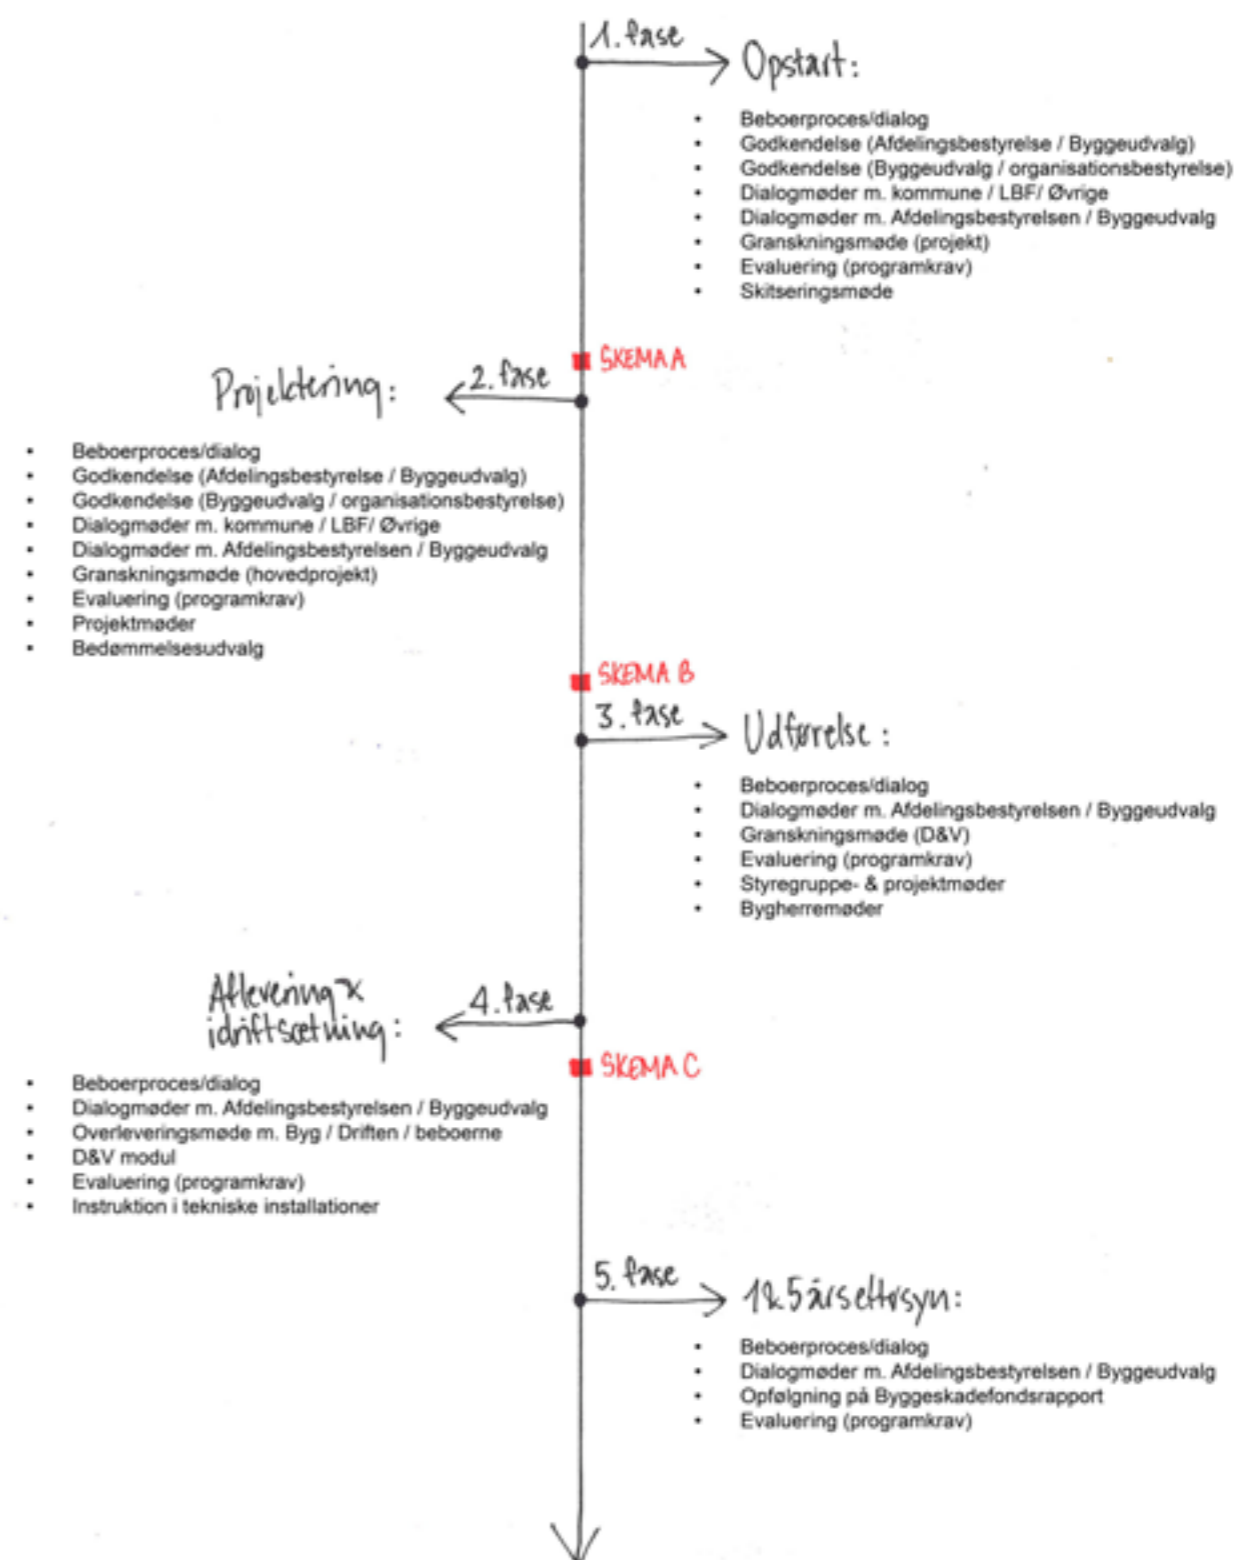 1. fase
Opstart:
• Beboerproces/dialog
• Godkendelse (Afdelingsbestyrelse / Byggeudvalg)
• Godkendelse (Byggeudvalg / organisationsbestyrelse)
• Dialogmøder m. kommune / LBF/ Øvrige
• Dialogmøder m. Afdelingsbestyrelsen / Byggeudvalg
• Granskningsmøde (projekt)
• Evaluering (programkrav)
• Skitseringsmøde
SKEMA A
2. fase
Projektering:
• Beboerproces/dialog
• Godkendelse (Afdelingsbestyrelse / Byggeudvalg)
• Godkendelse (Byggeudvalg / organisationsbestyrelse)
• Dialogmøder m. kommune / LBF/ Øvrige
• Dialogmøder m. Afdelingsbestyrelsen / Byggeudvalg
• Granskningsmøde (hovedprojekt)
• Evaluering (programkrav)
• Projektmøder
• Bedømmelsesudvalg
SKEMA B
3. fase
Udførelse:
• Beboerproces/dialog
• Dialogmøder m. Afdelingsbestyrelsen / Byggeudvalg
• Granskningsmøde (D&V)
• Evaluering (programkrav)
• Styregruppe- & projektmøder
• Bygherremøder
4. fase
Aflevering &
idriftsætning:
SKEMA C
• Beboerproces/dialog
• Dialogmøder m. Afdelingsbestyrelsen / Byggeudvalg
• Overleveringsmøde m. Byg / Driften / beboerne
• D&V modul
• Evaluering (programkrav)
• Instruktion i tekniske installationer
5. fase
1 & 5 års eftersyn:
• Beboerproces/dialog
• Dialogmøder m. Afdelingsbestyrelsen / Byggeudvalg
• Opfølgning på Byggeskadefondsrapport
• Evaluering (programkrav)